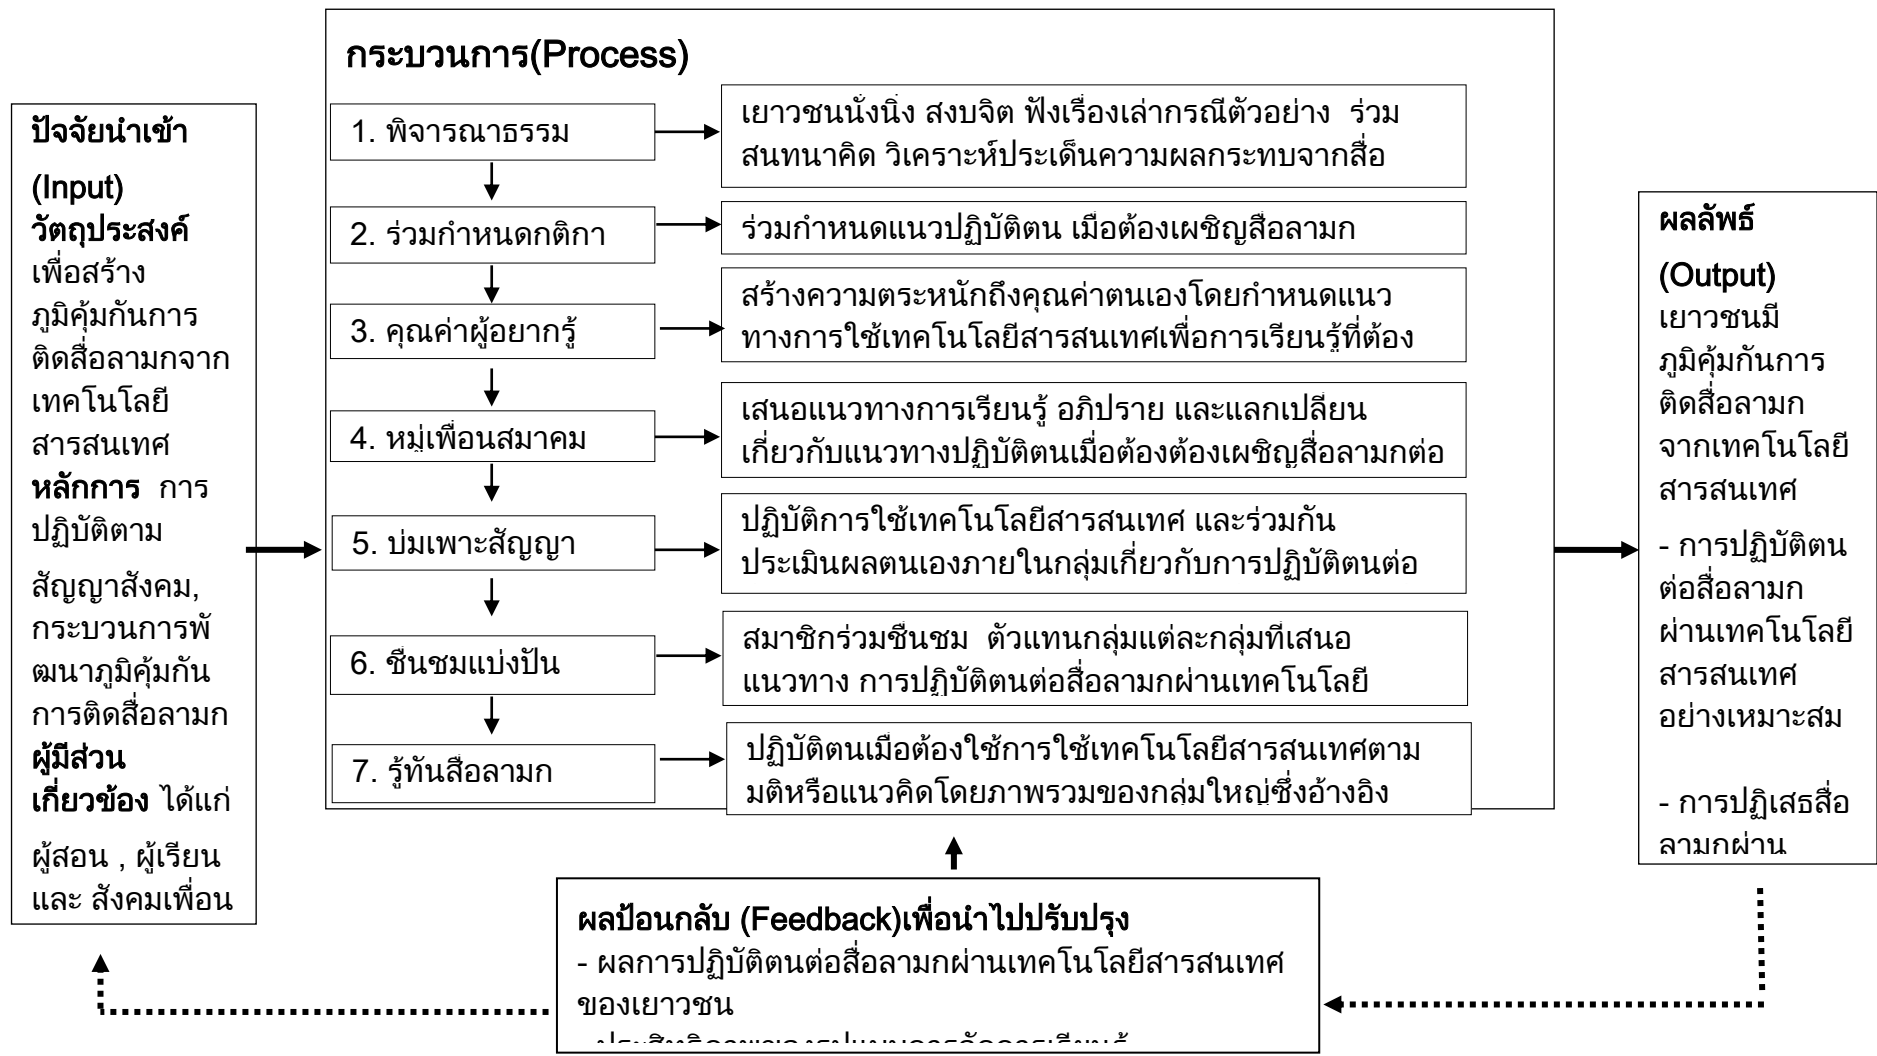 ปัจจัยนำเข้า
(Input)
วัตถุประสงค์
เพื่อสร้าง
ภูมิคุ้มกันการ
ติดสื่อลามกจาก
เทคโนโลยี
สารสนเทศ
หลักการ การ
ปฏิบัติตาม
สัญญาสังคม,
กระบวนการพั
ฒนาภูมิคุ้มกัน
การติดสื่อลามก
ผู้มีส่วน
เกี่ยวข้อง ได้แก่
ผู้สอน , ผู้เรียน
และ สังคมเพื่อน
กระบวนการ(Process)
1. พิจารณาธรรม
เยาวชนนั่งนิ่ง สงบจิต ฟังเรื่องเล่ากรณีตัวอย่าง ร่วม
สนทนาคิด วิเคราะห์ประเด็นความผลกระทบจากสื่อ
2. ร่วมกำหนดกติกา
ร่วมกำหนดแนวปฏิบัติตน เมื่อต้องเผชิญสื่อลามก
3. คุณค่าผู้อยากรู้
สร้างความตระหนักถึงคุณค่าตนเองโดยกำหนดแนว
ทางการใช้เทคโนโลยีสารสนเทศเพื่อการเรียนรู้ที่ต้อง
4. หมู่เพื่อนสมาคม
เสนอแนวทางการเรียนรู้ อภิปราย และแลกเปลี่ยน
เกี่ยวกับแนวทางปฏิบัติตนเมื่อต้องต้องเผชิญสื่อลามกต่อ
5. บ่มเพาะสัญญา
ปฏิบัติการใช้เทคโนโลยีสารสนเทศ และร่วมกัน
ประเมินผลตนเองภายในกลุ่มเกี่ยวกับการปฏิบัติตนต่อ
6. ชื่นชมแบ่งปัน
สมาชิกร่วมชื่นชม ตัวแทนกลุ่มแต่ละกลุ่มที่เสนอ
แนวทาง การปฏิบัติตนต่อสื่อลามกผ่านเทคโนโลยี
7. รู้ทันสื่อลามก
ปฏิบัติตนเมื่อต้องใช้การใช้เทคโนโลยีสารสนเทศตาม
มติหรือแนวคิดโดยภาพรวมของกลุ่มใหญ่ซึ่งอ้างอิง
ผลลัพธ์
(Output)
เยาวชนมี
ภูมิคุ้มกันการ
ติดสื่อลามก
จากเทคโนโลยี
สารสนเทศ
- การปฏิบัติตน
ต่อสื่อลามก
ผ่านเทคโนโลยี
สารสนเทศ
อย่างเหมาะสม
- การปฏิเสธสื่อ
ลามกผ่าน
ผลป้อนกลับ (Feedback)เพื่อนำไปปรับปรุง
- ผลการปฏิบัติตนต่อสื่อลามกผ่านเทคโนโลยีสารสนเทศ
ของเยาวชน